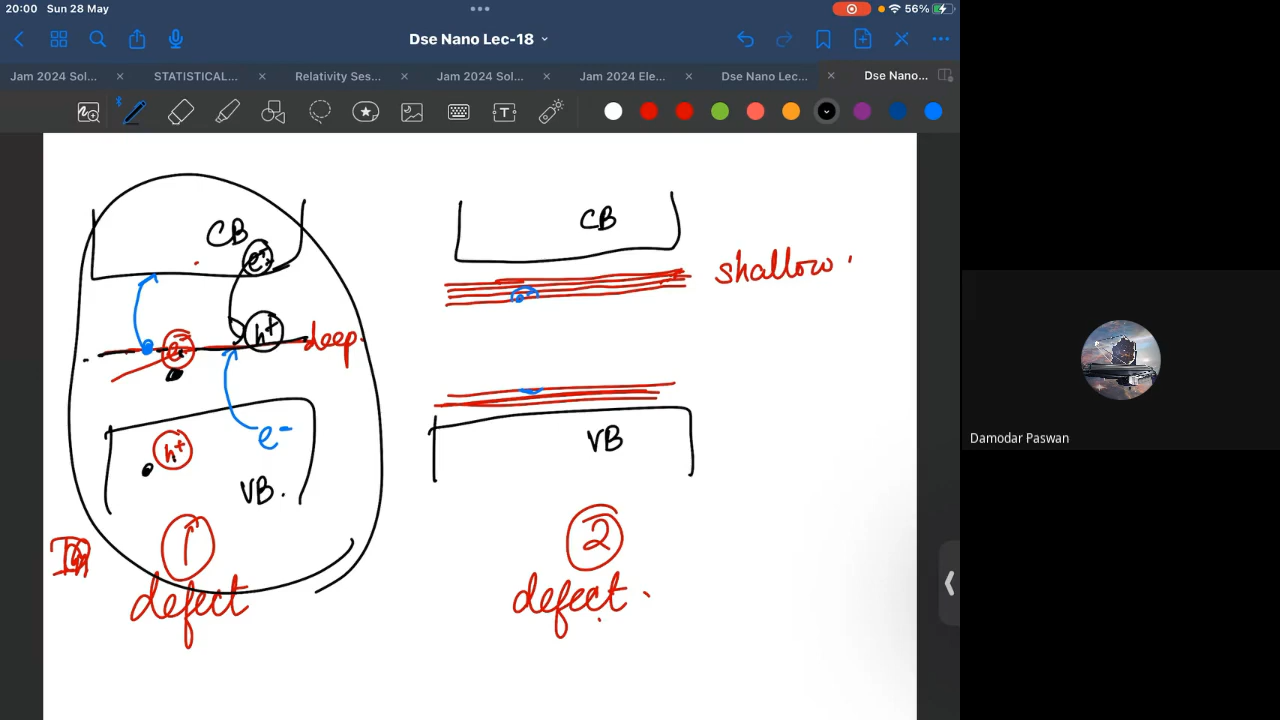 20:00 Sun 28 May
56%
Dse Nano Lec-18
Jam 2024 Sol...
STATISTICAL...
Relativity Ses...
Jam 2024 Sol...
Jam 2024 Ele...
Dse Nano Lec...
Dse Nano...
T
CB
e-
h+
deep
e-
e-
h+
VB.
1
defect
CB
shallow
VB
2
defect.
Damodar Paswan